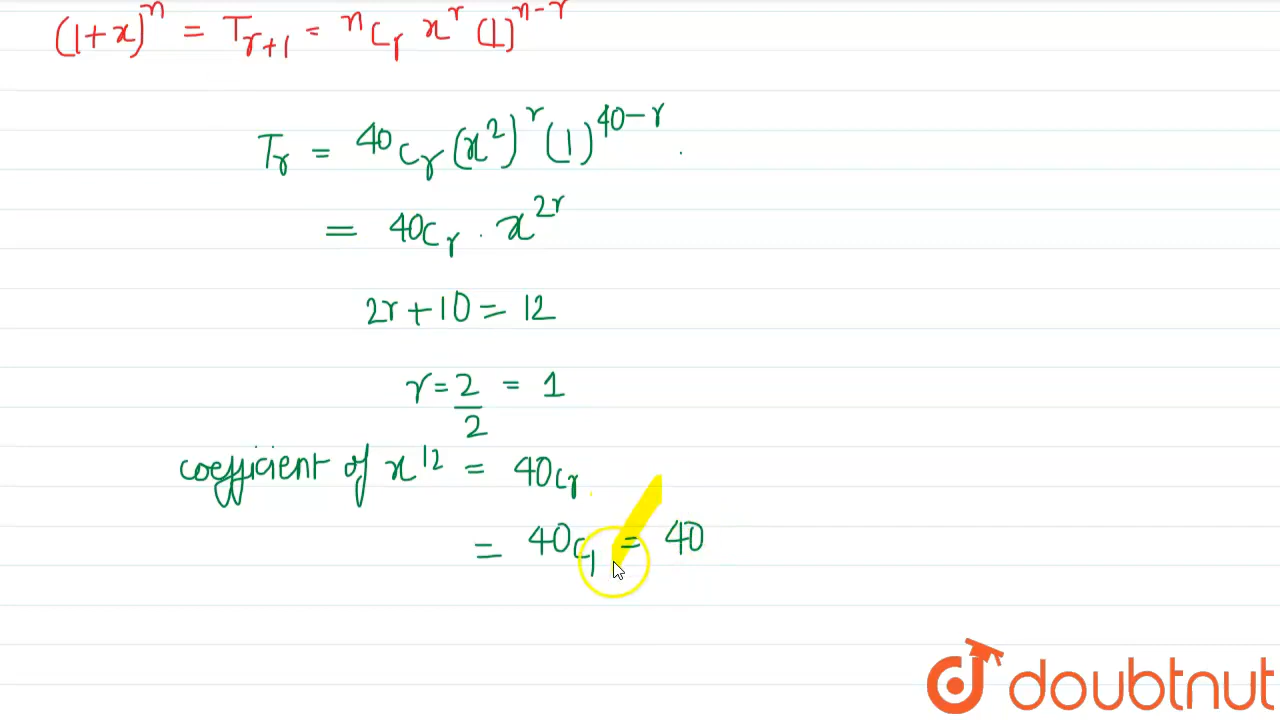 (1+x)^n = T_{r+1} = ^nC_r x^r (1)^{n-r}
T_r = ^{40}C_r (x^2)^r (1)^{40-r} .
= 40C_r . x^{2r}
2r+10 = 12
r = 2/2 = 1
coefficient of x^{12} = 40C_r.
= 40C_1 = 40
doubtnut